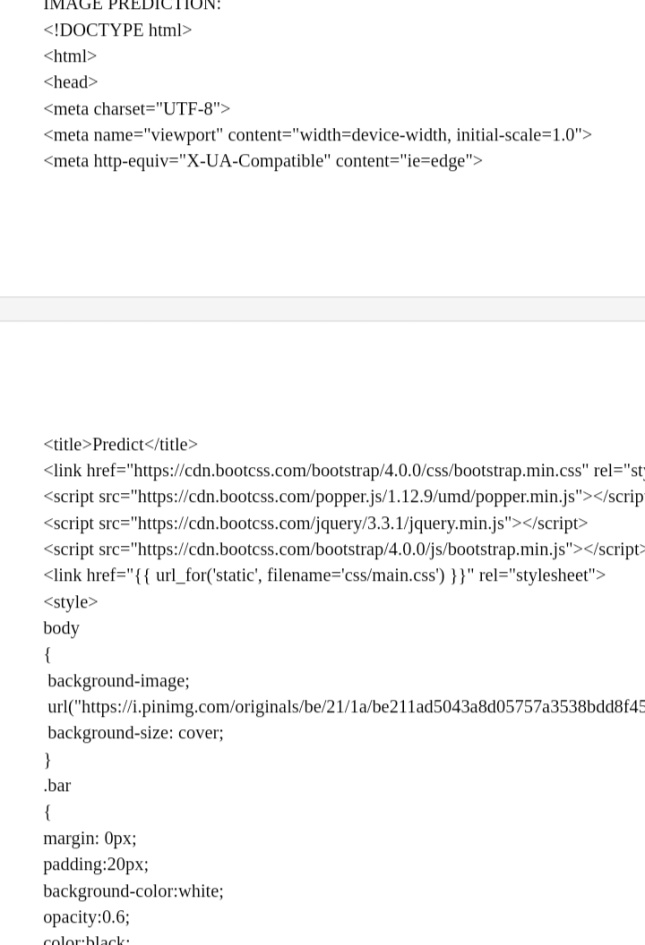 IMAGE PREDICTION:
<!DOCTYPE html>
<html>
<head>
<meta charset="UTF-8">
<meta name="viewport" content="width=device-width, initial-scale=1.0">
<meta http-equiv="X-UA-Compatible" content="ie=edge">
<title>Predict</title>
<link href="https://cdn.bootcss.com/bootstrap/4.0.0/css/bootstrap.min.css" rel="st
<script src="https://cdn.bootcss.com/popper.js/1.12.9/umd/popper.min.js"></scrip
<script src="https://cdn.bootcss.com/jquery/3.3.1/jquery.min.js"></script>
<script src="https://cdn.bootcss.com/bootstrap/4.0.0/js/bootstrap.min.js"></script>
<link href="{{ url_for('static', filename='css/main.css') }}" rel="stylesheet">
<style>
body
{
background-image;
url("https://i.pinimg.com/originals/be/21/1a/be211ad5043a8d05757a3538bdd8f45
background-size: cover;
}
.bar
{
margin: 0px;
padding:20px;
background-color:white;
opacity:0.6;
color:black;